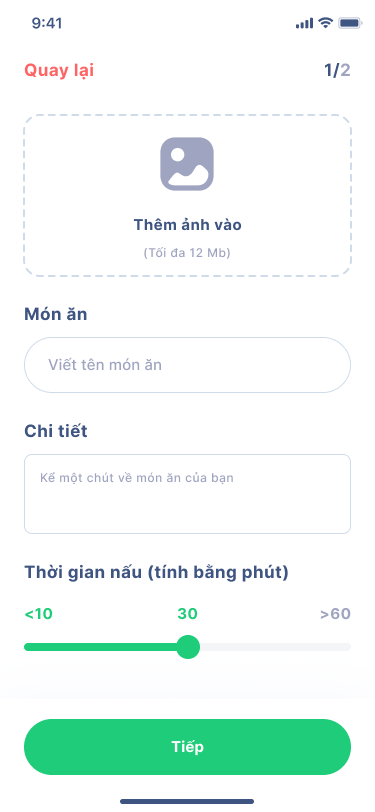 9:41
Quay lại 1/2
Thêm ảnh vào
(Tối đa 12 Mb)
Món ăn
Viết tên món ăn
Chi tiết
Kể một chút về món ăn của bạn
Thời gian nấu (tính bằng phút)
<10 30 >60
Tiếp